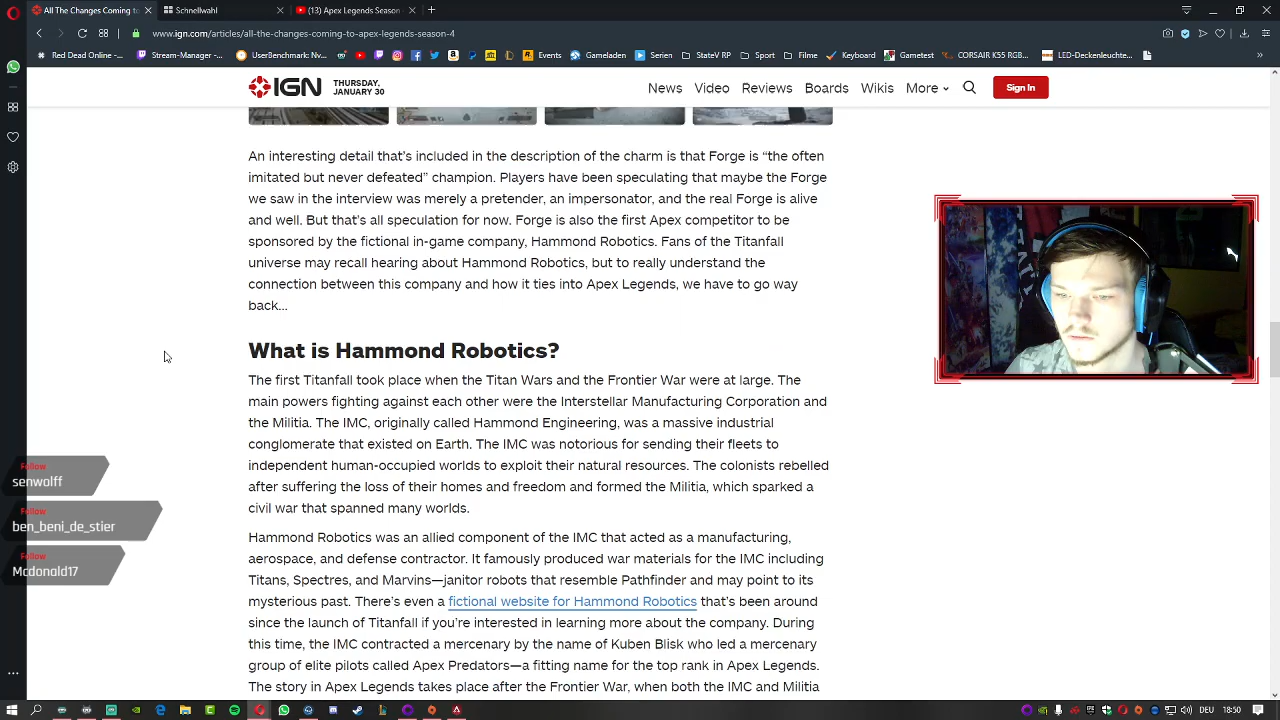 All The Changes Coming to
Schnellwahl
(13) Apex Legends Season
www.ign.com/articles/all-the-changes-coming-to-apex-legends-season-4
Red Dead Online -...
Stream-Manager -...
UserBenchmark: Nv...
Events
Gameladen
Serien
StateV RP
Sport
Filme
Keyboard
Gametest
CORSAIR K55 RGB...
LED-Deckenleuchte...
IGN
THURSDAY,
JANUARY 30
News
Video
Reviews
Boards
Wikis
More
Sign In
An interesting detail that's included in the description of the charm is that Forge is “the often
imitated but never defeated” champion. Players have been speculating that maybe the Forge
we saw in the interview was merely a pretender, an impersonator, and the real Forge is alive
and well. But that's all speculation for now. Forge is also the first Apex competitor to be
sponsored by the fictional in-game company, Hammond Robotics. Fans of the Titanfall
universe may recall hearing about Hammond Robotics, but to really understand the
connection between this company and how it ties into Apex Legends, we have to go way
back...
What is Hammond Robotics?
The first Titanfall took place when the Titan Wars and the Frontier War were at large. The
main powers fighting against each other were the Interstellar Manufacturing Corporation and
the Militia. The IMC, originally called Hammond Engineering, was a massive industrial
conglomerate that existed on Earth. The IMC was notorious for sending their fleets to
independent human-occupied worlds to exploit their natural resources. The colonists rebelled
after suffering the loss of their homes and freedom and formed the Militia, which sparked a
civil war that spanned many worlds.
Hammond Robotics was an allied component of the IMC that acted as a manufacturing,
aerospace, and defense contractor. It famously produced war materials for the IMC including
Titans, Spectres, and Marvins—janitor robots that resemble Pathfinder and may point to its
mysterious past. There's even a fictional website for Hammond Robotics that's been around
since the launch of Titanfall if you're interested in learning more about the company. During
this time, the IMC contracted a mercenary by the name of Kuben Blisk who led a mercenary
group of elite pilots called Apex Predators—a fitting name for the top rank in Apex Legends.
The story in Apex Legends takes place after the Frontier War, when both the IMC and Militia
Follow
senwolff
Follow
ben_beni_de_stier
Follow
Mcdonald17
DEU
18:50